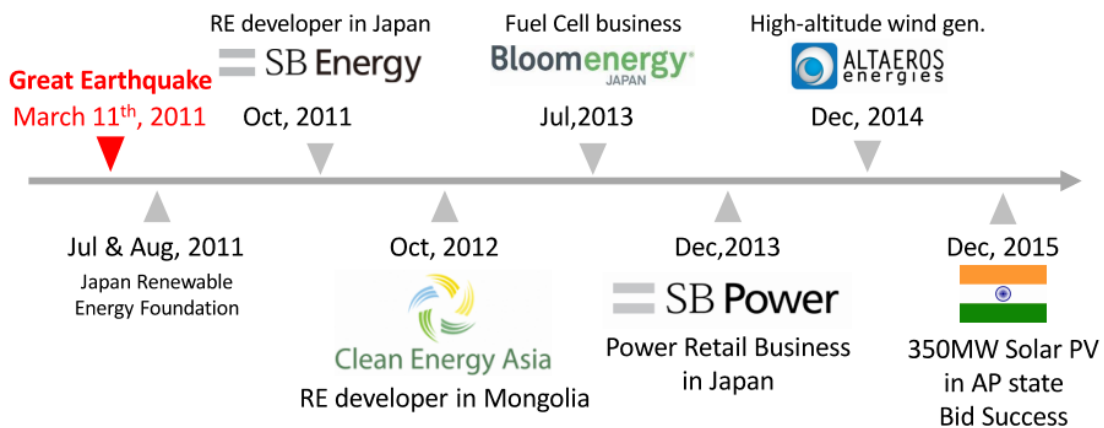 RE developer in Japan
SB Energy
Oct, 2011
Fuel Cell business
Bloomenergy®
JAPAN
Jul,2013
High-altitude wind gen.
ALTAEROS
energies
Dec, 2014
Great Earthquake
March 11th, 2011
Jul & Aug, 2011
Japan Renewable
Energy Foundation
Oct, 2012
Clean Energy Asia
RE developer in Mongolia
Dec,2013
SB Power
Power Retail Business
in Japan
Dec, 2015
350MW Solar PV
in AP state
Bid Success